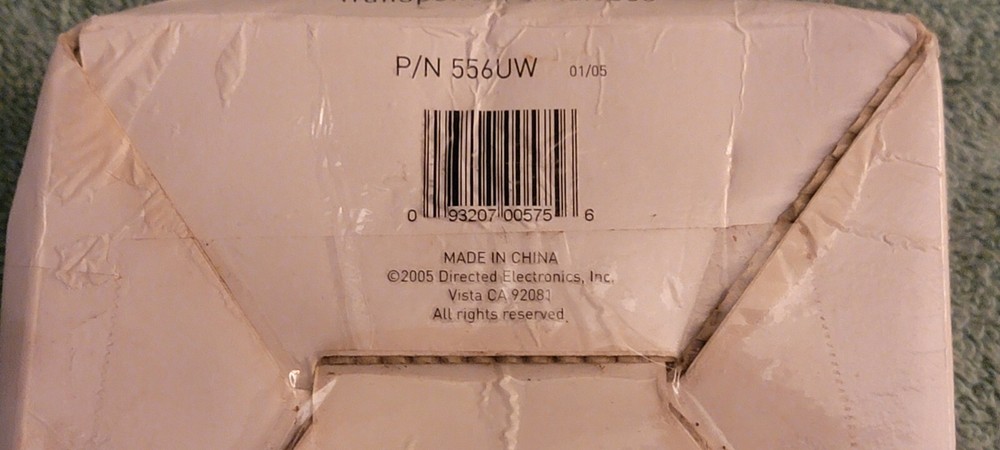 P/N 556UW 01/05
0 93207 00575 6
MADE IN CHINA
©2005 Directed Electronics, Inc.
Vista CA 92081
All rights reserved.